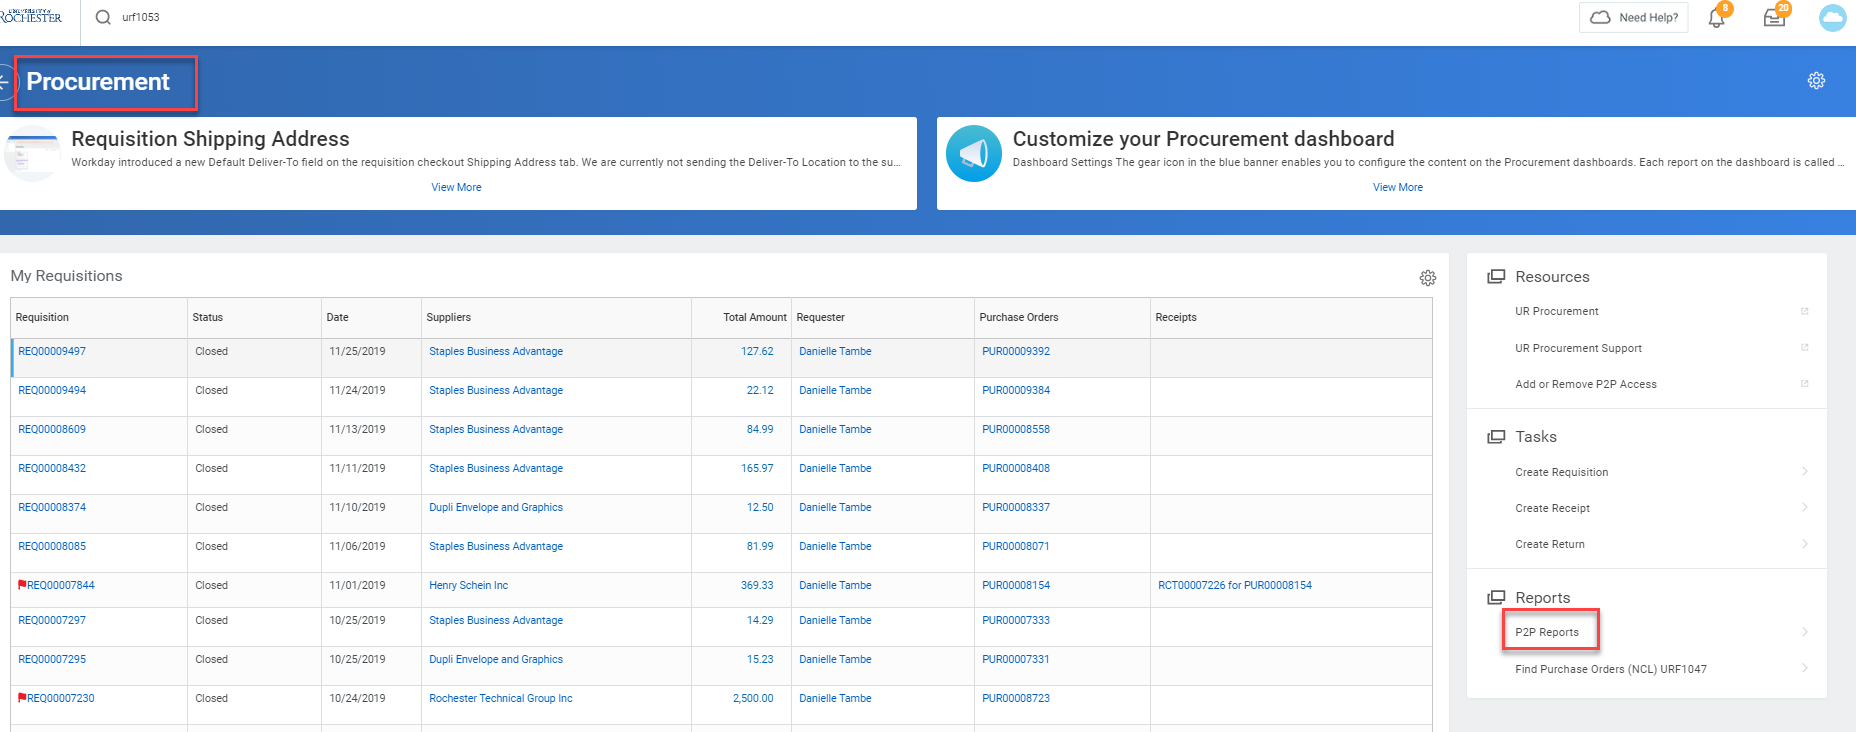 ROCHESTER
urf1053
Need Help?
8
20
Procurement
Requisition Shipping Address
Workday introduced a new Default Deliver-To field on the requisition checkout Shipping Address tab. We are currently not sending the Deliver-To Location to the su...
View More
Customize your Procurement dashboard
Dashboard Settings The gear icon in the blue banner enables you to configure the content on the Procurement dashboards. Each report on the dashboard is called ...
View More
My Requisitions
Requisition Status Date Suppliers Total Amount Requester Purchase Orders Receipts
REQ00009497 Closed 11/25/2019 Staples Business Advantage 127.62 Danielle Tambe PUR00009392
REQ00009494 Closed 11/24/2019 Staples Business Advantage 22.12 Danielle Tambe PUR00009384
REQ00008609 Closed 11/13/2019 Staples Business Advantage 84.99 Danielle Tambe PUR00008558
REQ00008432 Closed 11/11/2019 Staples Business Advantage 165.97 Danielle Tambe PUR00008408
REQ00008374 Closed 11/10/2019 Dupli Envelope and Graphics 12.50 Danielle Tambe PUR00008337
REQ00008085 Closed 11/06/2019 Staples Business Advantage 81.99 Danielle Tambe PUR00008071
REQ00007844 Closed 11/01/2019 Henry Schein Inc 369.33 Danielle Tambe PUR00008154 RCT00007226 for PUR00008154
REQ00007297 Closed 10/25/2019 Staples Business Advantage 14.29 Danielle Tambe PUR00007333
REQ00007295 Closed 10/25/2019 Dupli Envelope and Graphics 15.23 Danielle Tambe PUR00007331
REQ00007230 Closed 10/24/2019 Rochester Technical Group Inc 2,500.00 Danielle Tambe PUR00008723
Resources
UR Procurement
UR Procurement Support
Add or Remove P2P Access
Tasks
Create Requisition
Create Receipt
Create Return
Reports
P2P Reports
Find Purchase Orders (NCL) URF1047